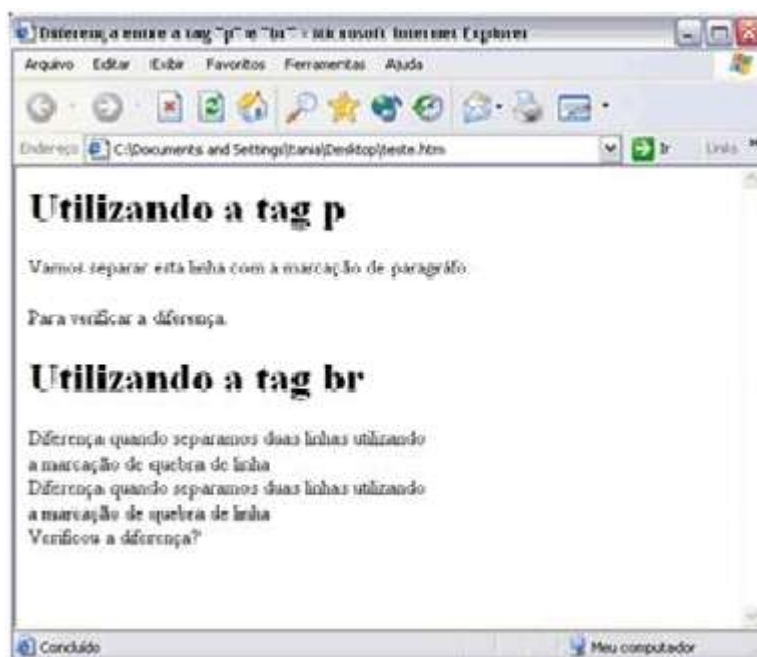 Diferença entre a tag "p" e "br" - Microsoft Internet Explorer
Arquivo Editar Exibir Favoritos Ferramentas Ajuda
Endereço C:\Documents and Settings\tania\Desktop\teste.htm Ir Links »
Utilizando a tag p
Vamos separar esta linha com a marcação de paragráfo
Para verificar a diferença.
Utilizando a tag br
Diferença quando separamos duas linhas utilizando
a marcação de quebra de linha
Diferença quando separamos duas linhas utilizando
a marcação de quebra de linha
Verificou a diferença?
Concluído Meu computador